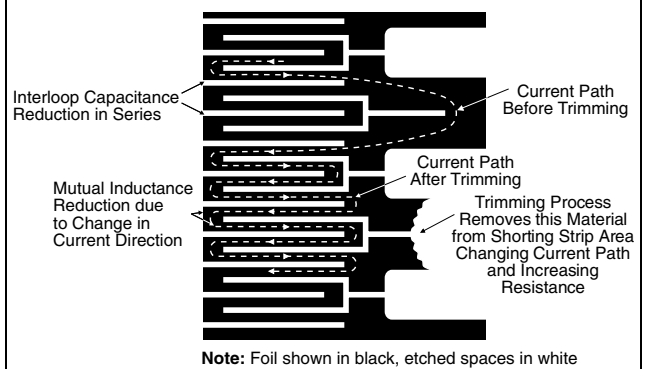 Interloop Capacitance
Reduction in Series
Current Path
Before Trimming
Current Path
After Trimming
Mutual Inductance
Reduction due
to Change in
Current Direction
Trimming Process
Removes this Material
from Shorting Strip Area
Changing Current Path
and Increasing
Resistance
Note: Foil shown in black, etched spaces in white